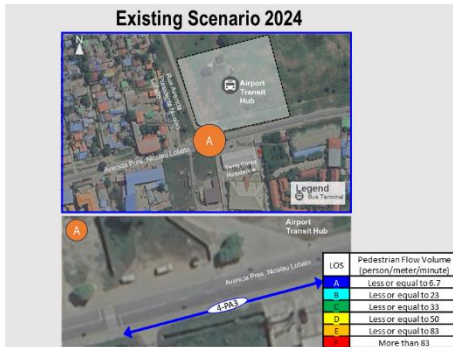 Existing Scenario 2024
N
Airport
Transit
Hub
Avenida Pres. Nicolau Lobato
A
Legend
Bus Terminal
A
Airport
Transit Hub
Avenida Pres. Nicolau Lobato
4-PA3
LOS
Pedestrian Flow Volume
(person/meter/minute)
A
Less or equal to 6.7
B
Less or equal to 23
C
Less or equal to 33
D
Less or equal to 50
E
Less or equal to 83
F
More than 83